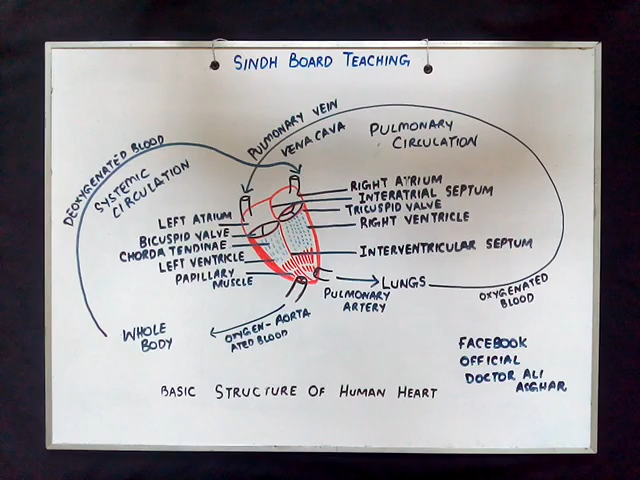 SINDH BOARD TEACHING
PULMONARY VEIN
VENA CAVA
PULMONARY
CIRCULATION
DEOXYGENATED BLOOD
SYSTEMIC
CIRCULATION
RIGHT ATRIUM
INTERATRIAL SEPTUM
TRICUSPID VALVE
RIGHT VENTRICLE
INTERVENTRICULAR SEPTUM
LEFT ATRIUM
BICUSPID VALVE
CHORDA TENDINAE
LEFT VENTRICLE
PAPILLARY
MUSCLE
LUNGS
PULMONARY
ARTERY
OXYGENATED
BLOOD
OXYGEN-AORTA
ATED BLOOD
WHOLE
BODY
FACEBOOK
OFFICIAL
DOCTOR ALI
ASGHAR
BASIC STRUCTURE OF HUMAN HEART